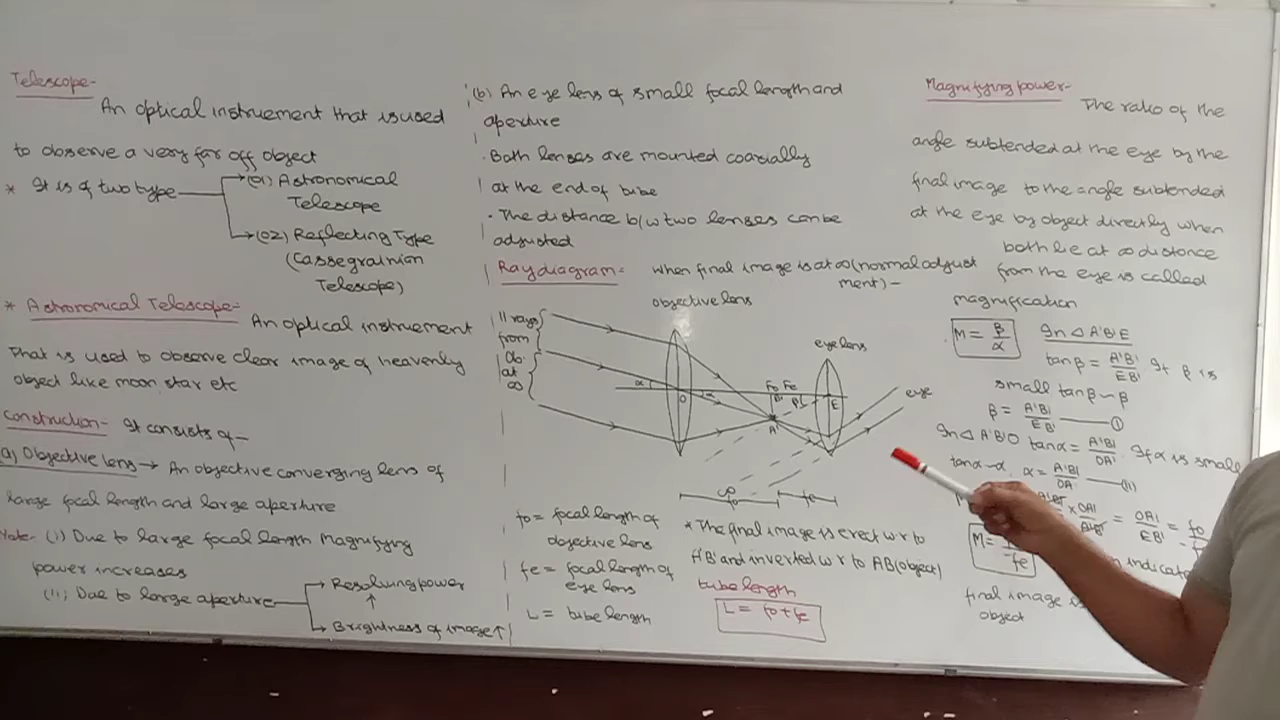 Telescope-
An optical instruement that is used
to observe a very far off object
* It is of two type
(01) Astronomical
Telescope
(02) Reflecting Type
(Cassegrainian
Telescope)
* Astronomical Telescope-
An optical instruement
That is used to observe clear image of heavenly
object like moon star etc
Construction- It consists of-
(a) Objective lens → An objective converging lens of
large focal length and large aperture
Note- (i) Due to large focal length Magnifying
power increases
(ii) Due to large aperture
Resolving power
↑
Brightness of image ↑
(b) An eye lens of small focal length and
aperture
. Both lenses are mounted coaxially
at the end of tube
• The distance b/w two lenses can be
adjusted
Ray diagram=
When final image is at ∞ (normal adjust
ment)-
objective lens
|| rays
from
Ob.
at
∞
eye lens
eye
α
O
α
Fo Fe
B'
β
E
A'
fo
fe
fo = focal length of
objective lens
fe = focal length of
eye lens
L = tube length
* The final image is erect w r to
A'B' and inverted w r to AB (object)
tube length
L = fo + fe
Magnifying power-
The ratio of the
angle subtended at the eye by the
final image to the angle subtended
at the eye by object directly when
both lie at ∞ distance
from the eye is called
magnification
M = β/α
In △ A'B'E
tan β = A'B'/EB' If β is
small tan β ~ β
β = A'B'/EB' —— (i)
In △ A'B'O tan α = A'B'/OA' If α is small
tan α ~ α. α = A'B'/OA' —— (ii)
× OA'/A'B' = OA'/EB' = fo
M = -fe
indicate
final image is
object